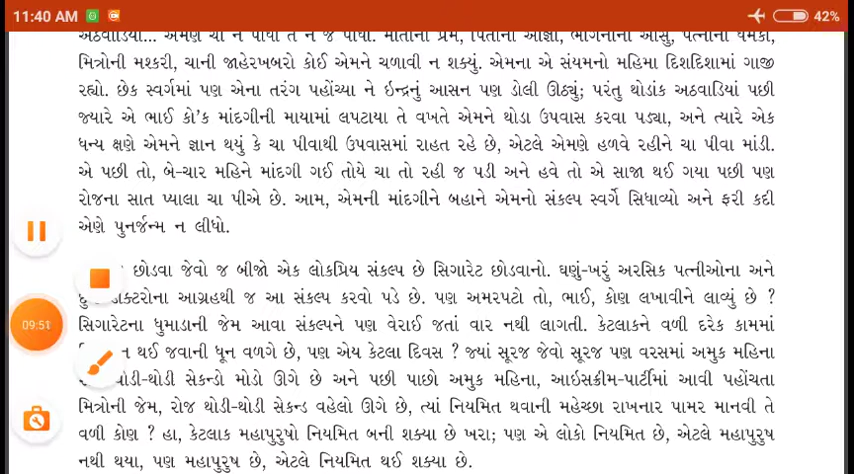 11:40 AM 42%
અઠવાડિયાં... એમણે ચા ન પીધી તે ન જ પીધી. માતાનો પ્રેમ, પિતાની આજ્ઞા, ભગિનીનાં આંસુ, પત્નીની ધમકી,
મિત્રોની મશ્કરી, ચાની જાહેરખબરો કોઈ એમને ચળાવી ન શક્યું. એમના એ સંયમનો મહિમા દિશદિશામાં ગાજી
રહ્યો. છેક સ્વર્ગમાં પણ એના તરંગ પહોંચ્યા ને ઇન્દ્રનું આસન પણ ડોલી ઊઠ્યું; પરંતુ થોડાંક અઠવાડિયાં પછી
જ્યારે એ ભાઈ કો'ક માંદગીની માયામાં લપટાયા તે વખતે એમને થોડા ઉપવાસ કરવા પડ્યા, અને ત્યારે એક
ધન્ય ક્ષણે એમને જ્ઞાન થયું કે ચા પીવાથી ઉપવાસમાં રાહત રહે છે, એટલે એમણે હળવે રહીને ચા પીવા માંડી.
એ પછી તો, બે-ચાર મહિને માંદગી ગઈ તોયે ચા તો રહી જ પડી અને હવે તો એ સાજા થઈ ગયા પછી પણ
રોજના સાત પ્યાલા ચા પીએ છે. આમ, એમની માંદગીને બહાને એમનો સંકલ્પ સ્વર્ગે સિધાવ્યો અને ફરી કદી
એણે પુનર્જન્મ ન લીધો.
છોડવા જેવો જ બીજો એક લોકપ્રિય સંકલ્પ છે સિગારેટ છોડવાનો. ઘણું-ખરું અરસિક પત્નીઓના અને
ડૉક્ટરોના આગ્રહથી જ આ સંકલ્પ કરવો પડે છે. પણ અમરપટો તો, ભાઈ, કોણ લખાવીને લાવ્યું છે ?
સિગારેટના ધુમાડાની જેમ આવા સંકલ્પને પણ વેરાઈ જતાં વાર નથી લાગતી. કેટલાકને વળી દરેક કામમાં
થઈ જવાની ધૂન વળગે છે, પણ એય કેટલા દિવસ ? જ્યાં સૂરજ જેવો સૂરજ પણ વરસમાં અમુક મહિના
થોડી-થોડી સેકન્ડો મોડો ઊગે છે અને પછી પાછો અમુક મહિના, આઇસક્રીમ-પાર્ટીમાં આવી પહોંચતા
09:51
મિત્રોની જેમ, રોજ થોડી-થોડી સેકન્ડ વહેલો ઊગે છે, ત્યાં નિયમિત થવાની મહેચ્છા રાખનાર પામર માનવી તે
વળી કોણ ? હા, કેટલાક મહાપુરુષો નિયમિત બની શક્યા છે ખરા; પણ એ લોકો નિયમિત છે, એટલે મહાપુરુષ
નથી થયા, પણ મહાપુરુષ છે, એટલે નિયમિત થઈ શક્યા છે.